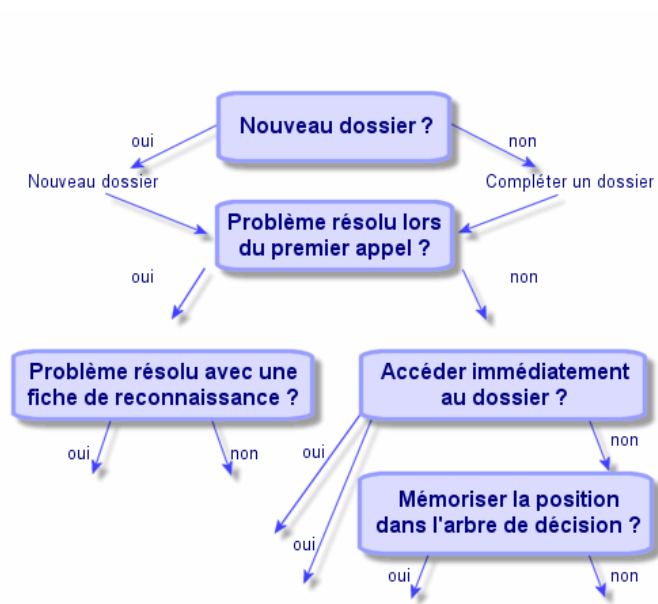 Nouveau dossier ?
oui
non
Nouveau dossier
Compléter un dossier
Problème résolu lors
du premier appel ?
oui
non
Problème résolu avec une
fiche de reconnaissance ?
Accéder immédiatement
au dossier ?
oui
non
oui
non
Mémoriser la position
dans l'arbre de décision ?
oui
oui
non